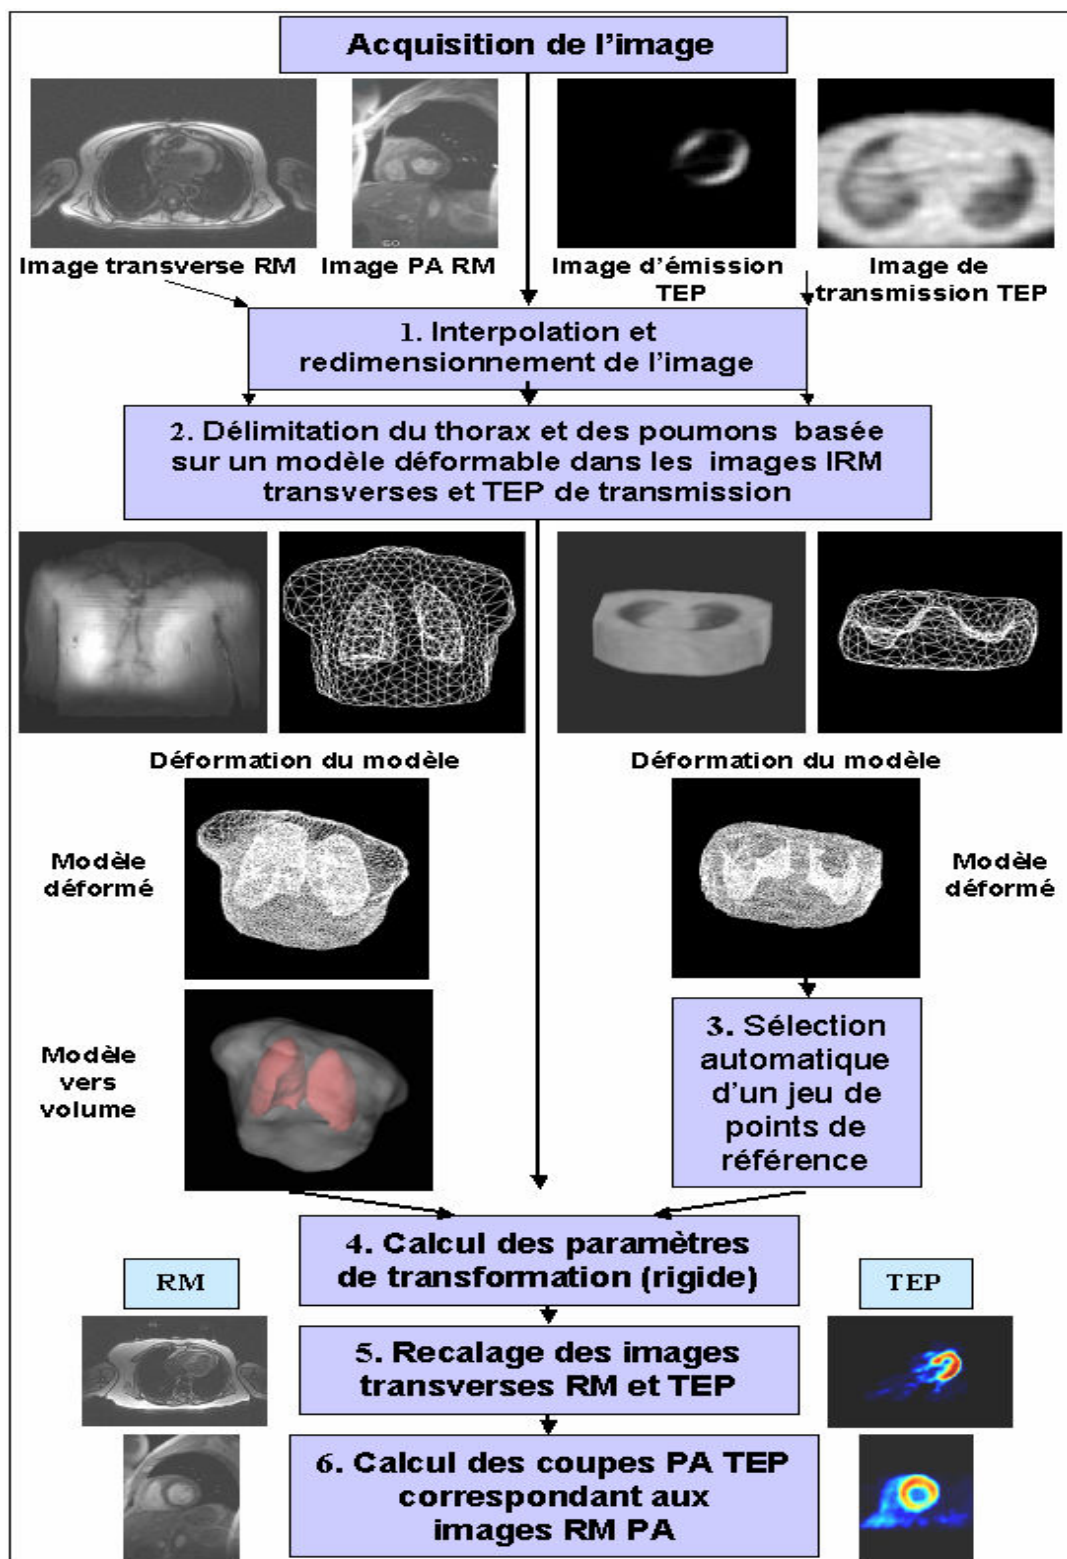 Acquisition de l'image
Image transverse RM
Image PA RM
Image d'émission
TEP
Image de
transmission TEP
1. Interpolation et
redimensionnement de l'image
2. Délimitation du thorax et des poumons basée
sur un modèle déformable dans les images IRM
transverses et TEP de transmission
Déformation du modèle
Déformation du modèle
Modèle
déformé
Modèle
déformé
Modèle
vers
volume
3. Sélection
automatique
d'un jeu de
points de
référence
4. Calcul des paramètres
de transformation (rigide)
RM
TEP
5. Recalage des images
transverses RM et TEP
6. Calcul des coupes PA TEP
correspondant aux
images RM PA